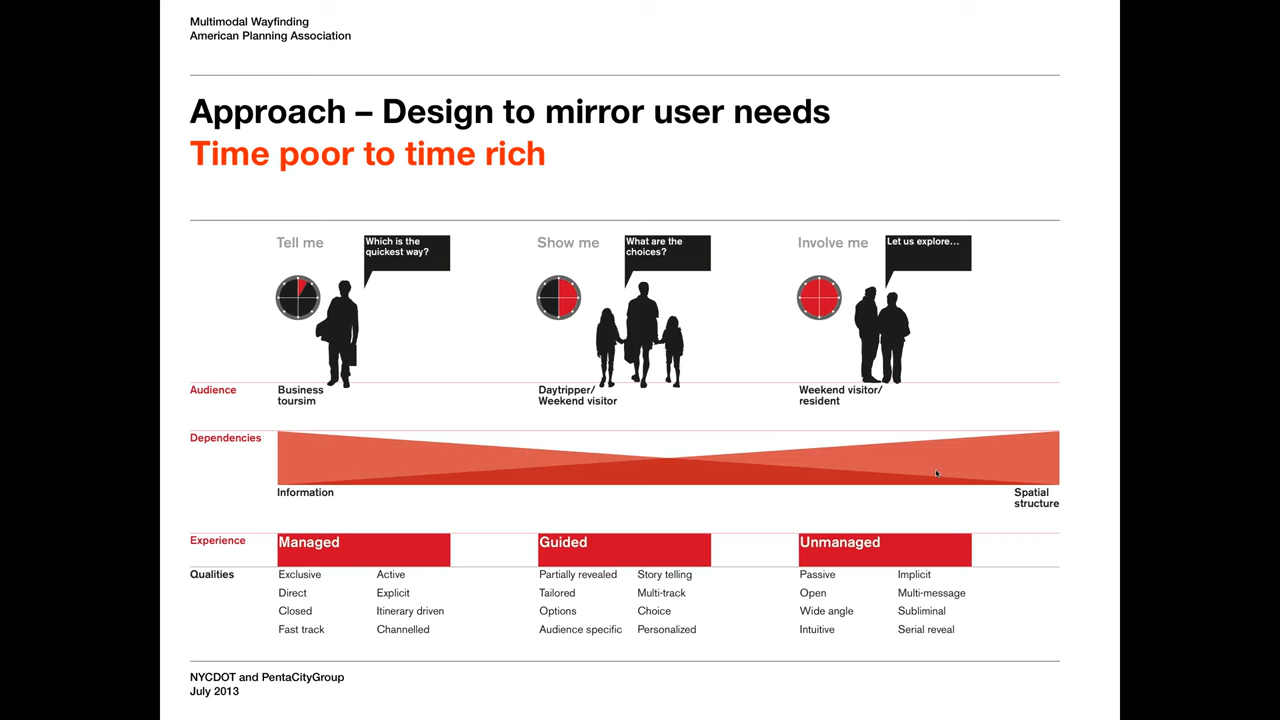 Multimodal Wayfinding
American Planning Association
Approach – Design to mirror user needs
Time poor to time rich
Tell me
Which is the
quickest way?
Show me
What are the
choices?
Involve me
Let us explore...
Audience
Business
toursim
Daytripper/
Weekend visitor
Weekend visitor/
resident
Dependencies
Information
Spatial
structure
Experience
Managed
Guided
Unmanaged
Qualities
Exclusive
Active
Partially revealed
Story telling
Passive
Implicit
Direct
Explicit
Tailored
Multi-track
Open
Multi-message
Closed
Itinerary driven
Options
Choice
Wide angle
Subliminal
Fast track
Channelled
Audience specific
Personalized
Intuitive
Serial reveal
NYCDOT and PentaCityGroup
July 2013